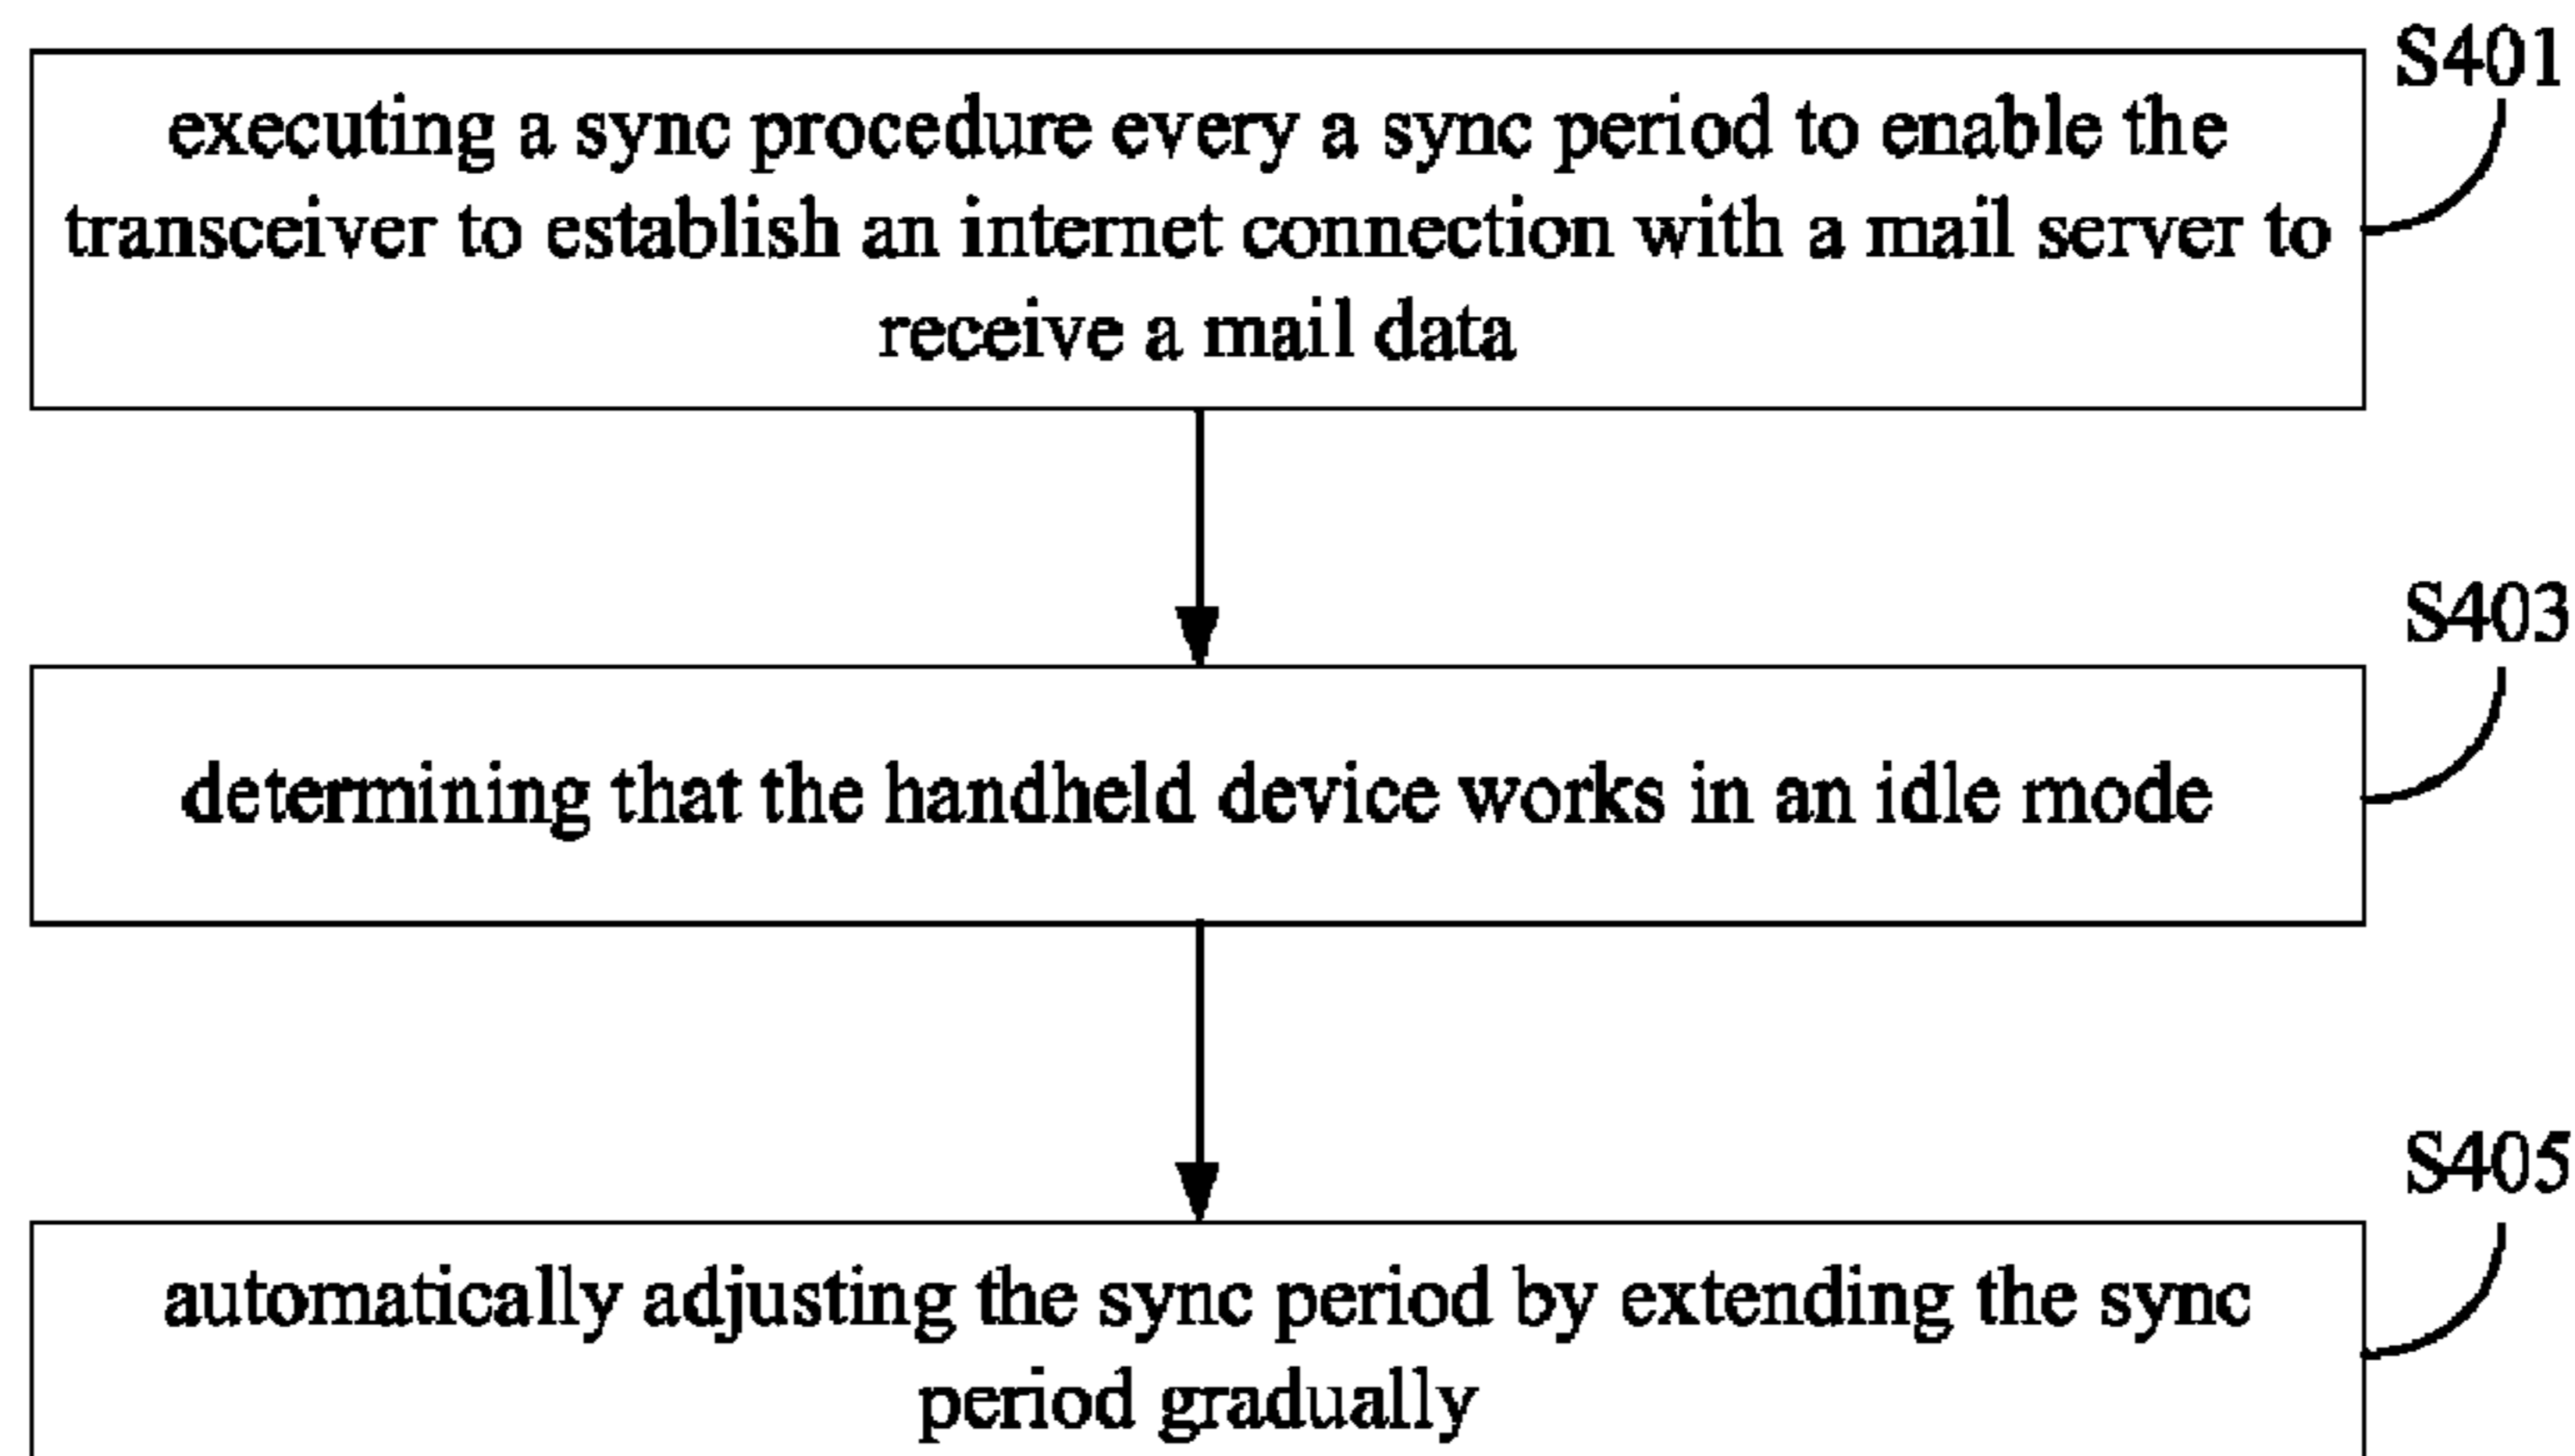 S401
executing a sync procedure every a sync period to enable the
transceiver to establish an internet connection with a mail server to
receive a mail data
S403
determining that the handheld device works in an idle mode
S405
automatically adjusting the sync period by extending the sync
period gradually